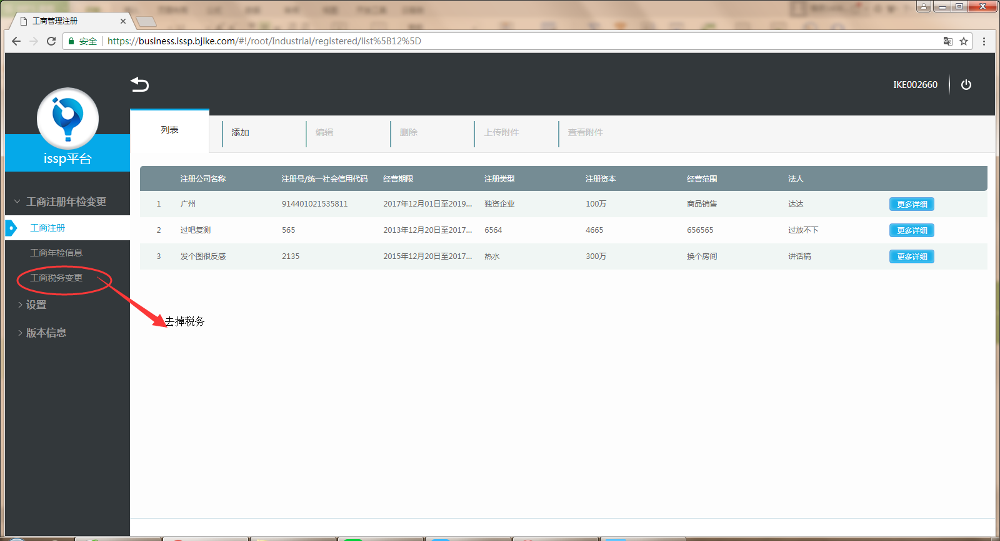 工商管理注册
安全 https://business.issp.bjike.com/#!/root/Industrial/registered/list%5B12%5D
IKE002660
issp平台
列表 添加 编辑 删除 上传附件 查看附件
工商注册年检变更
工商注册
工商年检信息
工商税务变更
设置
版本信息
注册公司名称 注册号/统一社会信用代码 经营期限 注册类型 注册资本 经营范围 法人
1 广州 914401021535811 2017年12月01日至2019... 独资企业 100万 商品销售 达达 更多详细
2 过吧复测 565 2013年12月20日至2017... 6564 4665 656565 过放不下 更多详细
3 发个图很反感 2135 2015年12月20日至2017... 热水 300万 换个房间 讲话稿 更多详细
去掉税务